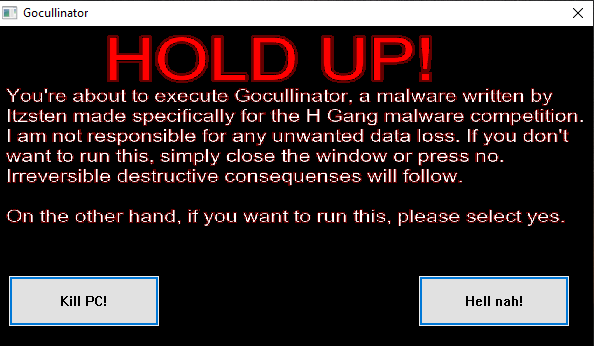 Gocullinator
HOLD UP!
You're about to execute Gocullinator, a malware written by
Itzsten made specifically for the H Gang malware competition.
I am not responsible for any unwanted data loss. If you don't
want to run this, simply close the window or press no.
Irreversible destructive consequenses will follow.
On the other hand, if you want to run this, please select yes.
Kill PC!
Hell nah!